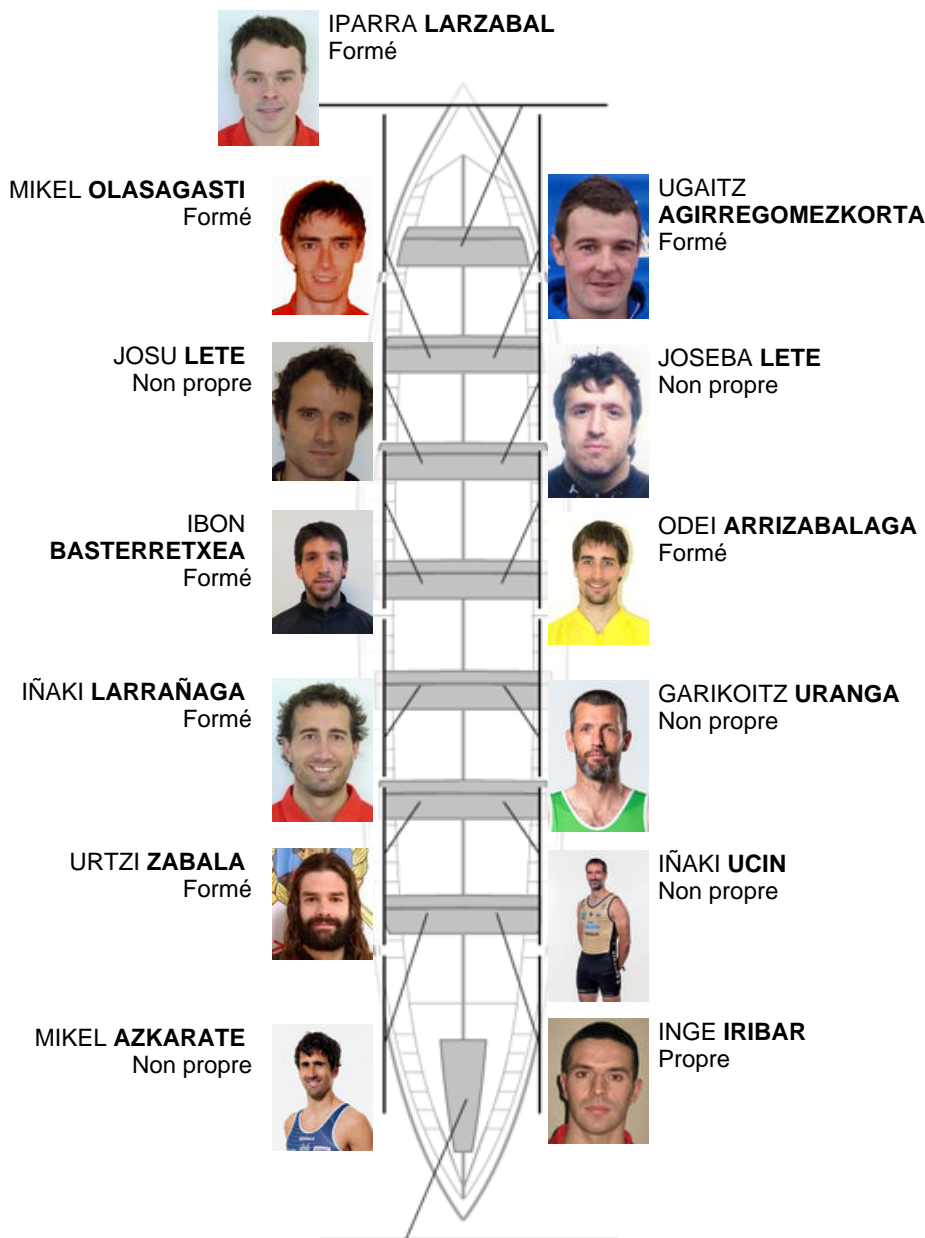 IPARRA LARZABAL
Formé
MIKEL OLASAGASTI
Formé
UGAITZ
AGIRREGOMEZKORTA
Formé
JOSU LETE
Non propre
JOSEBA LETE
Non propre
IBON
BASTERRETXEA
Formé
ODEI ARRIZABALAGA
Formé
IÑAKI LARRAÑAGA
Formé
GARIKOITZ URANGA
Non propre
URTZI ZABALA
Formé
IÑAKI UCIN
Non propre
MIKEL AZKARATE
Non propre
INGE IRIBAR
Propre